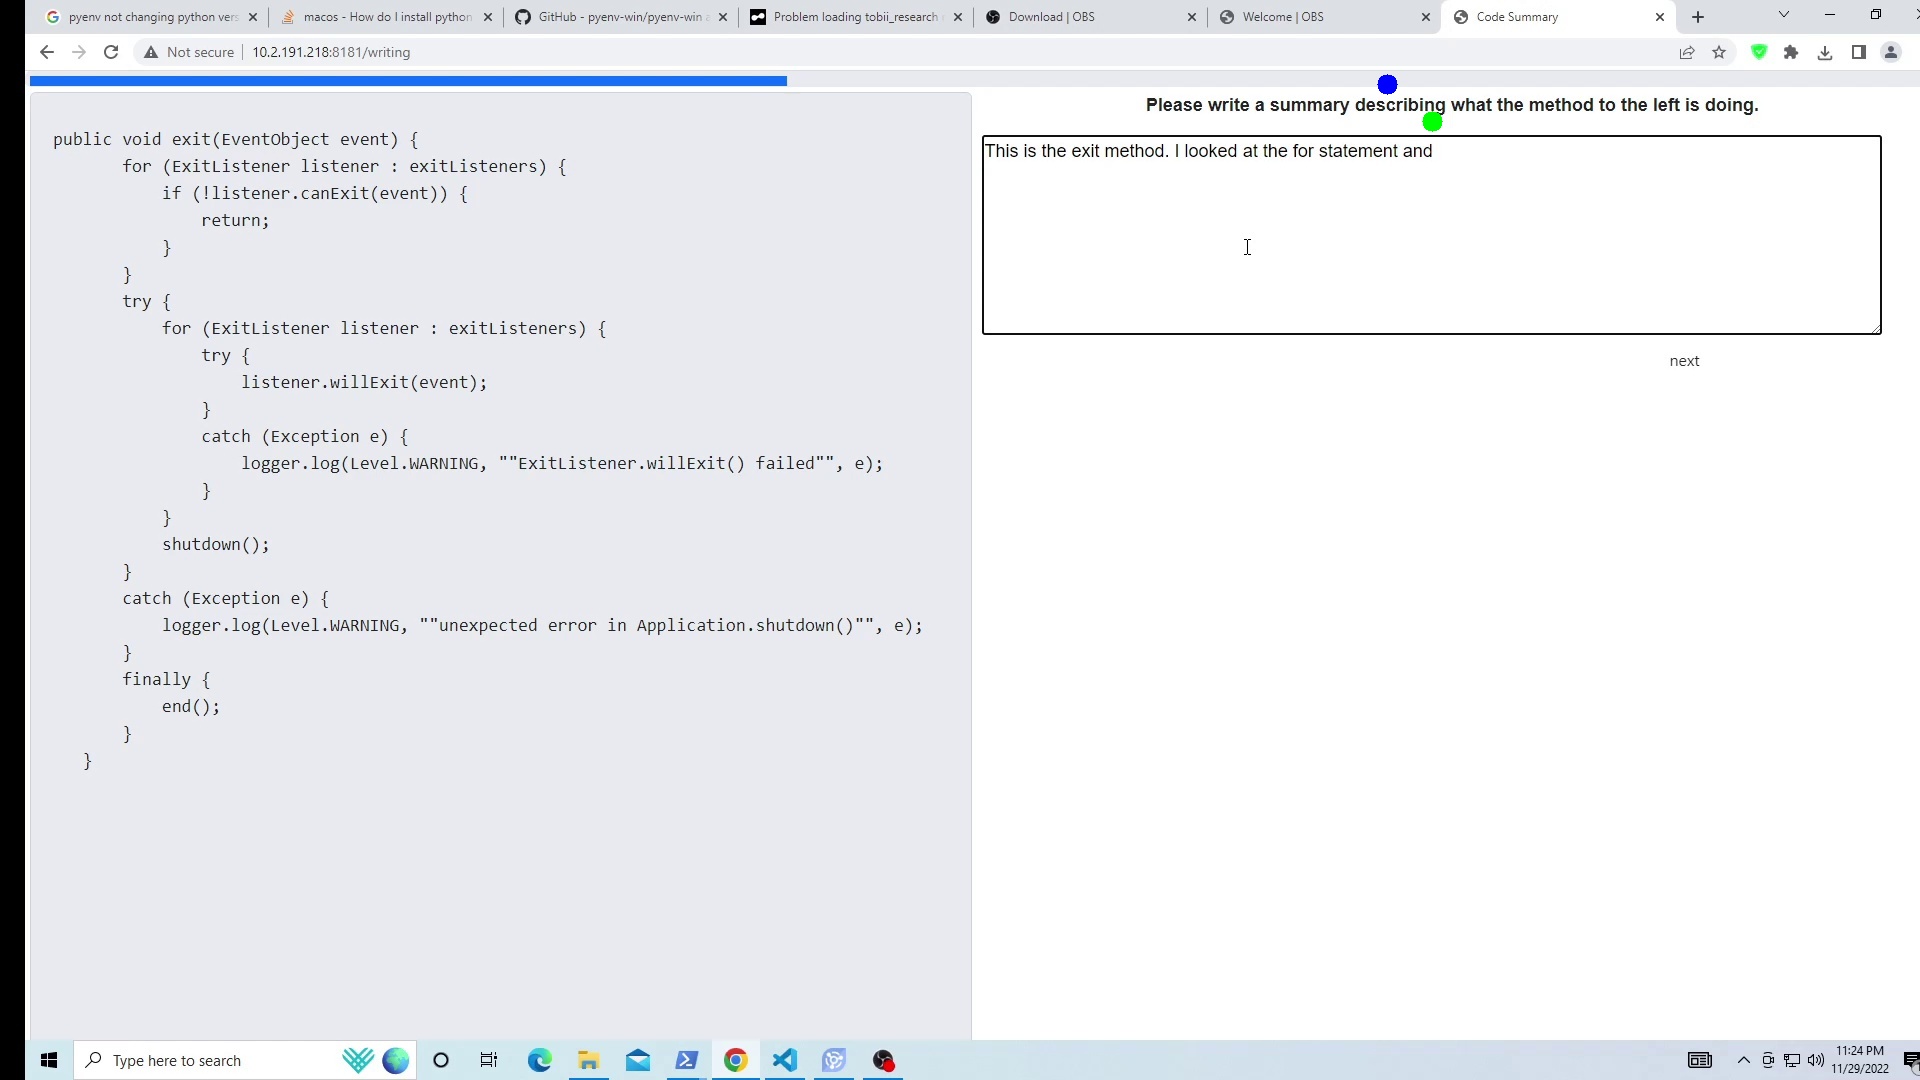 pyenv not changing python vers
macos - How do I install python
GitHub - pyenv-win/pyenv-win a
Problem loading tobii_research
Download | OBS
Welcome | OBS
Code Summary
Not secure
10.2.191.218:8181/writing
Please write a summary describing what the method to the left is doing.
public void exit(EventObject event) {
for (ExitListener listener : exitListeners) {
if (!listener.canExit(event)) {
return;
}
}
try {
for (ExitListener listener : exitListeners) {
try {
listener.willExit(event);
}
catch (Exception e) {
logger.log(Level.WARNING, ""ExitListener.willExit() failed"", e);
}
}
shutdown();
}
catch (Exception e) {
logger.log(Level.WARNING, ""unexpected error in Application.shutdown()"", e);
}
finally {
end();
}
}
This is the exit method. I looked at the for statement and
next
Type here to search
11:24 PM
11/29/2022